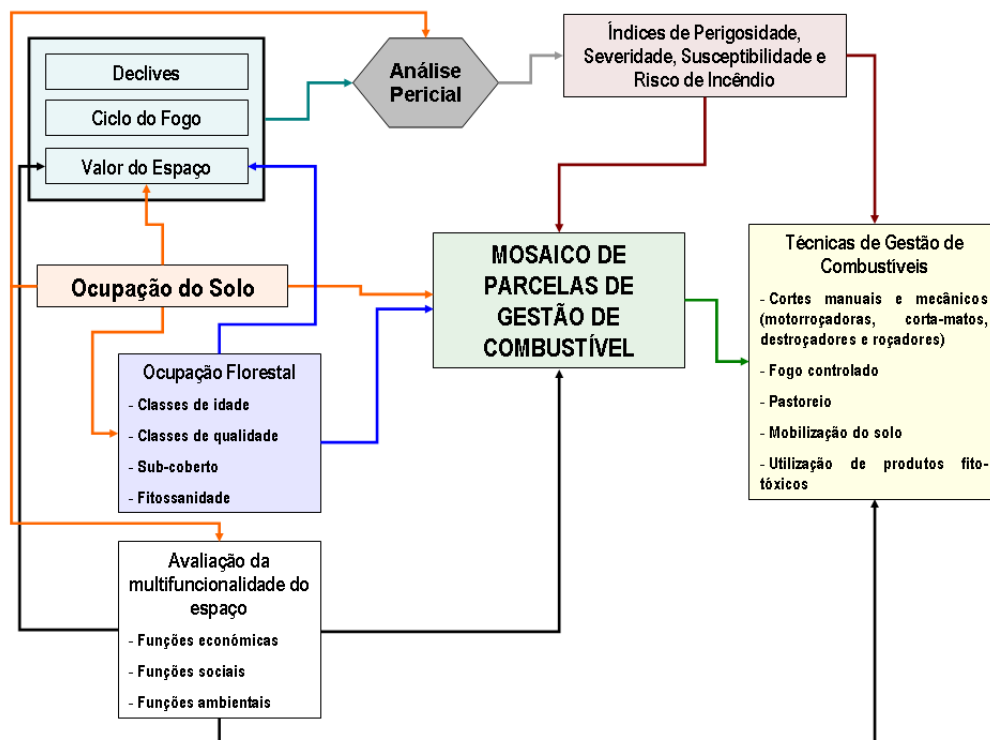 Declives
Ciclo do Fogo
Valor do Espaço
Análise
Pericial
Índices de Perigosidade,
Severidade, Susceptibilidade e
Risco de Incêndio
Ocupação do Solo
MOSAICO DE
PARCELAS DE
GESTÃO DE
COMBUSTÍVEL
Técnicas de Gestão de
Combustíveis
- Cortes manuais e mecânicos
(motorroçadoras, corta-matos,
destroçadores e roçadores)
- Fogo controlado
- Pastoreio
- Mobilização do solo
- Utilização de produtos fito-
tóxicos
Ocupação Florestal
- Classes de idade
- Classes de qualidade
- Sub-coberto
- Fitossanidade
Avaliação da
multifuncionalidade do
espaço
- Funções económicas
- Funções sociais
- Funções ambientais